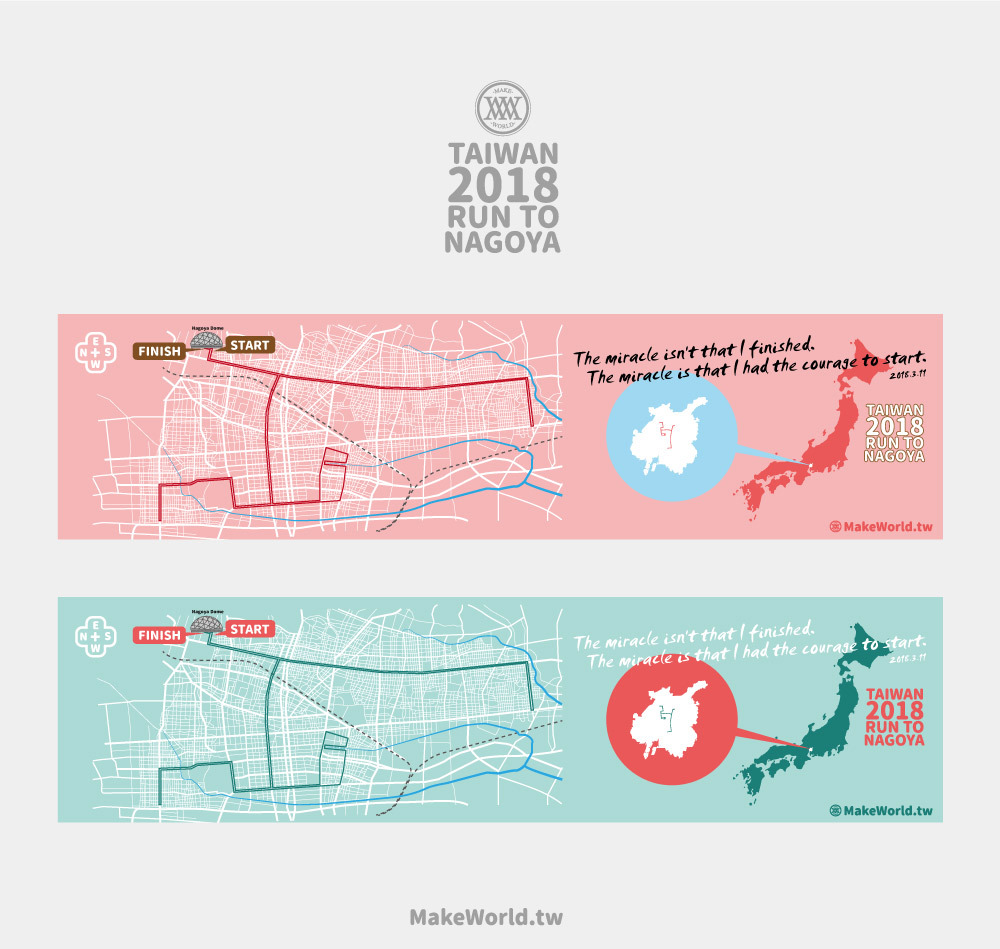 MAKE
WORLD
TAIWAN
2018
RUN TO
NAGOYA
Nagoya Dome
FINISH
START
E
N S
W
The miracle isn't that I finished.
The miracle is that I had the courage to start.
2018.3.11
TAIWAN
2018
RUN TO
NAGOYA
MakeWorld.tw
Nagoya Dome
FINISH
START
E
N S
W
The miracle isn't that I finished.
The miracle is that I had the courage to start.
2018.3.11
TAIWAN
2018
RUN TO
NAGOYA
MakeWorld.tw
MakeWorld.tw